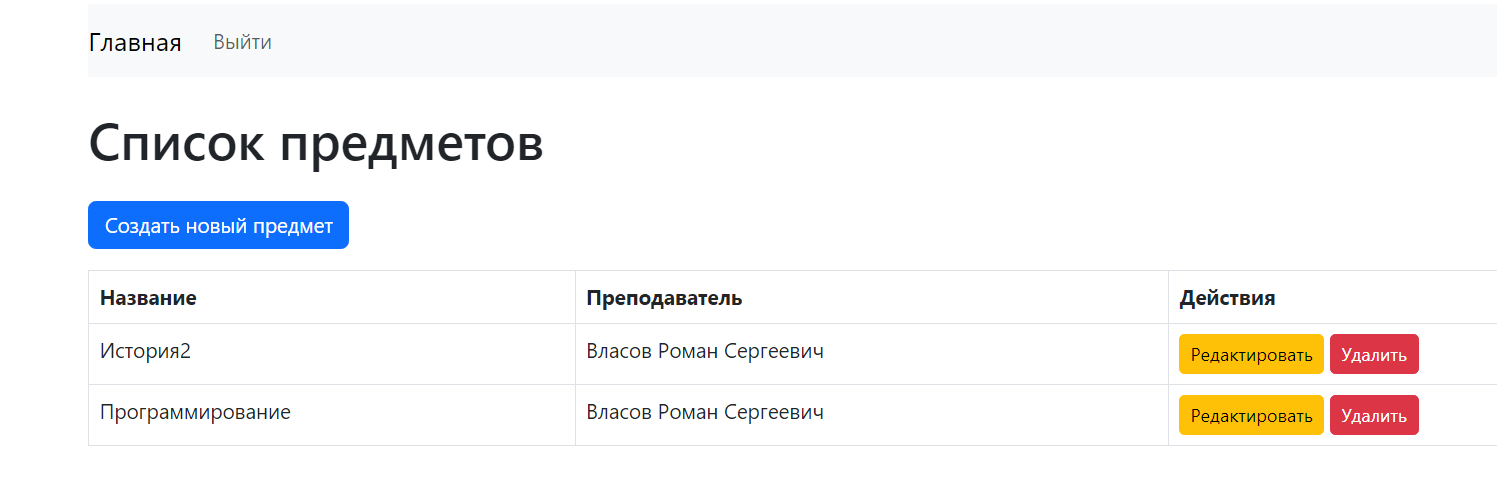 Главная Выйти
Список предметов
Создать новый предмет
Название Преподаватель Действия
История2 Власов Роман Сергеевич Редактировать Удалить
Программирование Власов Роман Сергеевич Редактировать Удалить